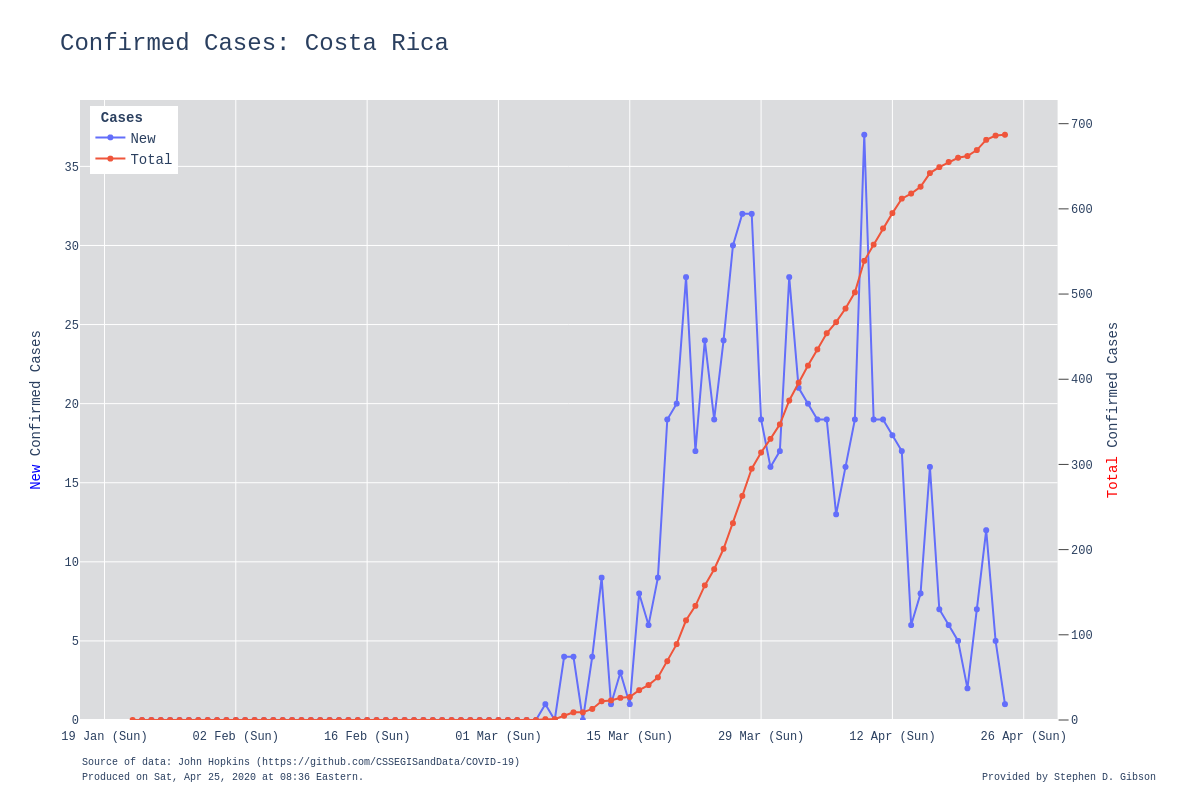 Confirmed Cases: Costa Rica
Cases
New
Total
35
30
25
20
15
10
5
0
New Confirmed Cases
700
600
500
400
300
200
100
0
Total Confirmed Cases
19 Jan (Sun) 02 Feb (Sun) 16 Feb (Sun) 01 Mar (Sun) 15 Mar (Sun) 29 Mar (Sun) 12 Apr (Sun) 26 Apr (Sun)
Source of data: John Hopkins (https://github.com/CSSEGISandData/COVID-19)
Produced on Sat, Apr 25, 2020 at 08:36 Eastern.
Provided by Stephen D. Gibson